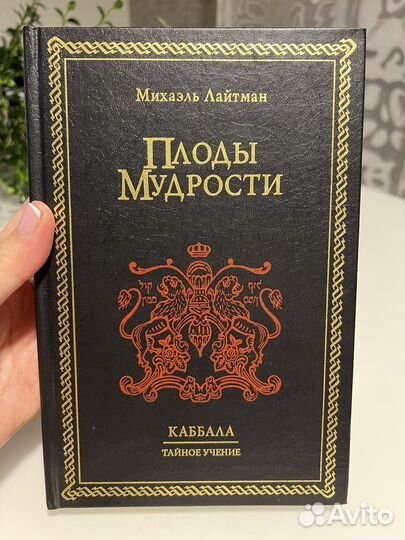 Михаэль Лайтман
Плоды
Мудрости
КАББАЛА
ТАЙНОЕ УЧЕНИЕ
Avito